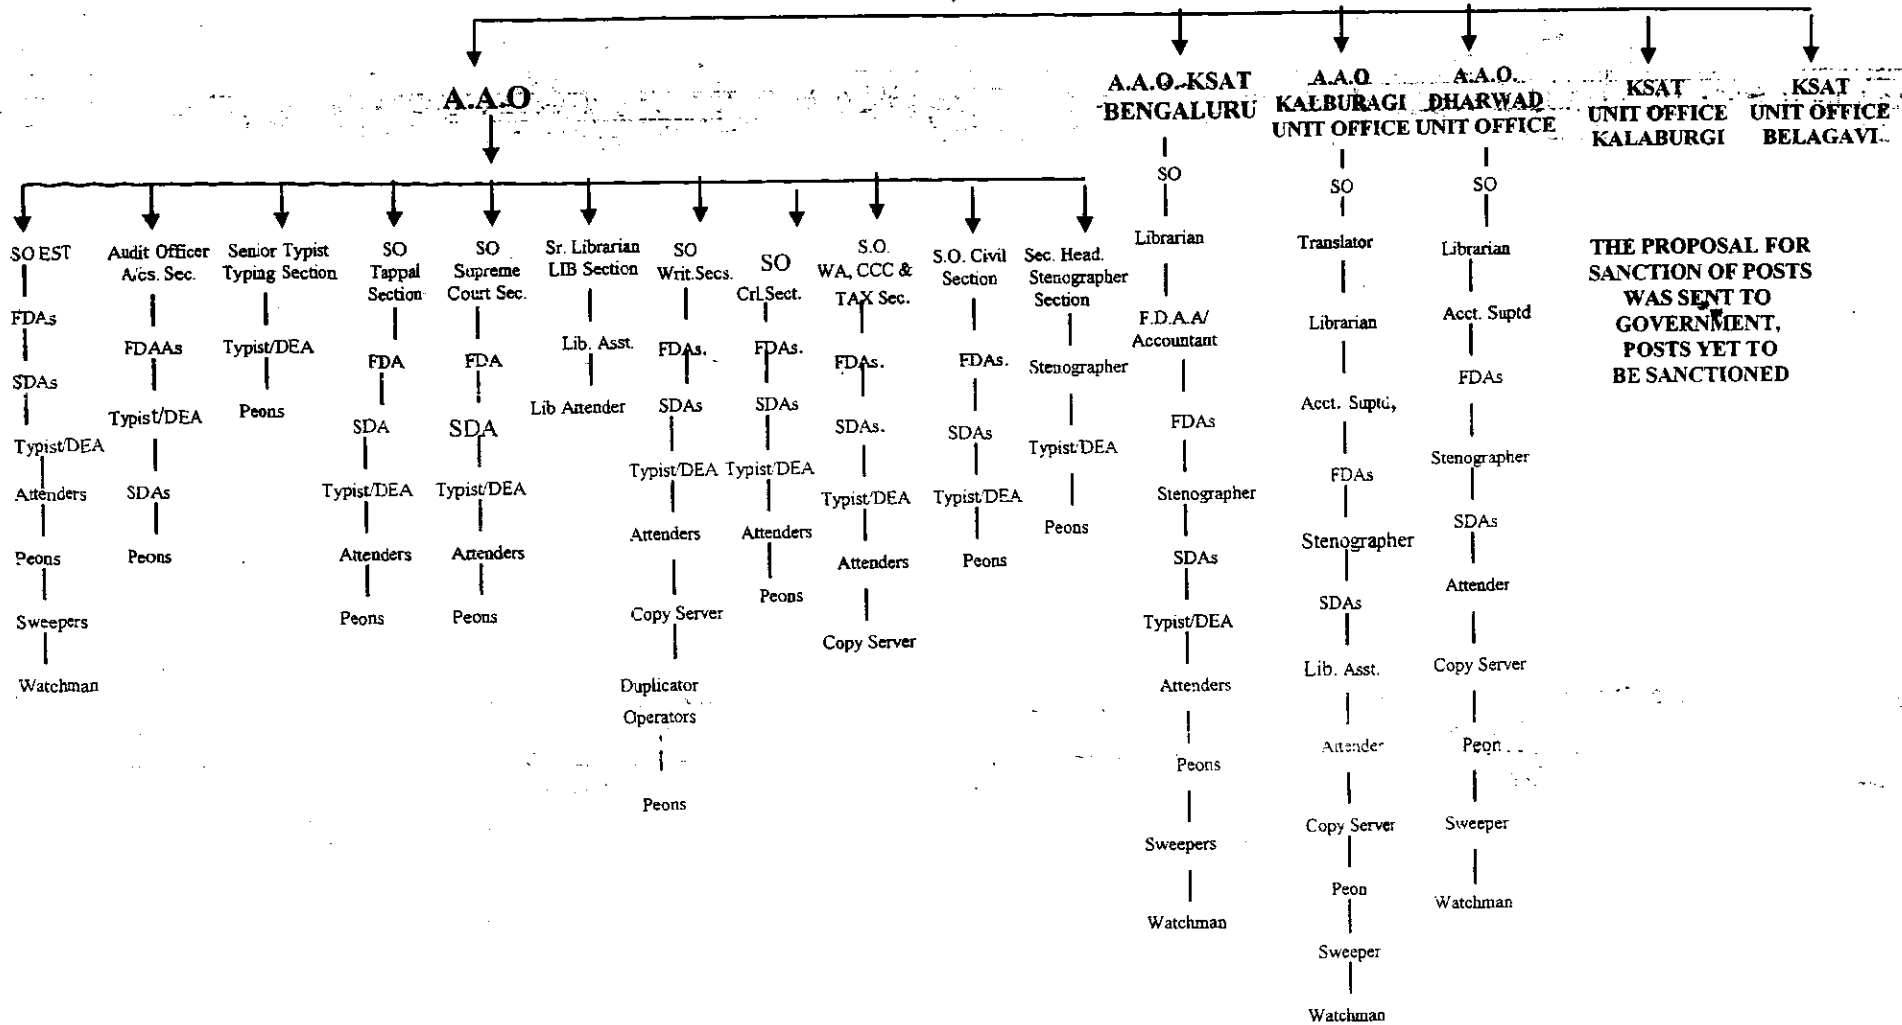 A.A.O
A.A.O. KSAT
BENGALURU
A.A.O
KALBURAGI
UNIT OFFICE
A.A.O.
DHARWAD
UNIT OFFICE
KSAT
UNIT OFFICE
KALABURGI
KSAT
UNIT OFFICE
BELAGAVI
SO EST
FDAs
SDAs
Typist/DEA
Attenders
Peons
Sweepers
Watchman
Audit Officer
A/cs. Sec.
FDAAs
Typist/DEA
SDAs
Peons
Senior Typist
Typing Section
Typist/DEA
Peons
SO
Tappal
Section
FDA
SDA
Typist/DEA
Attenders
Peons
SO
Supreme
Court Sec.
FDA
SDA
Typist/DEA
Attenders
Peons
Sr. Librarian
LIB Section
Lib. Asst.
Lib Attender
SO
Writ.Secs.
FDAs.
SDAs
Typist/DEA
Attenders
Copy Server
Duplicator
Operators
Peons
SO
Crl.Sect.
FDAs.
SDAs
Typist/DEA
Attenders
Peons
S.O.
WA, CCC &
TAX Sec.
FDAs.
SDAs.
Typist/DEA
Attenders
Copy Server
S.O. Civil
Section
FDAs.
SDAs
Typist/DEA
Peons
Sec. Head.
Stenographer
Section
Stenographer
Typist/DEA
Peons
SO
Librarian
F.D.A.A/
Accountant
FDAs
Stenographer
SDAs
Typist/DEA
Attenders
Peons
Sweepers
Watchman
SO
Translator
Librarian
Acct. Suptd,
FDAs
Stenographer
SDAs
Lib. Asst.
Attender
Copy Server
Peon
Sweeper
Watchman
SO
Librarian
Acct. Suptd
FDAs
Stenographer
SDAs
Attender
Copy Server
Peon
Sweeper
Watchman
THE PROPOSAL FOR
SANCTION OF POSTS
WAS SENT TO
GOVERNMENT,
POSTS YET TO
BE SANCTIONED